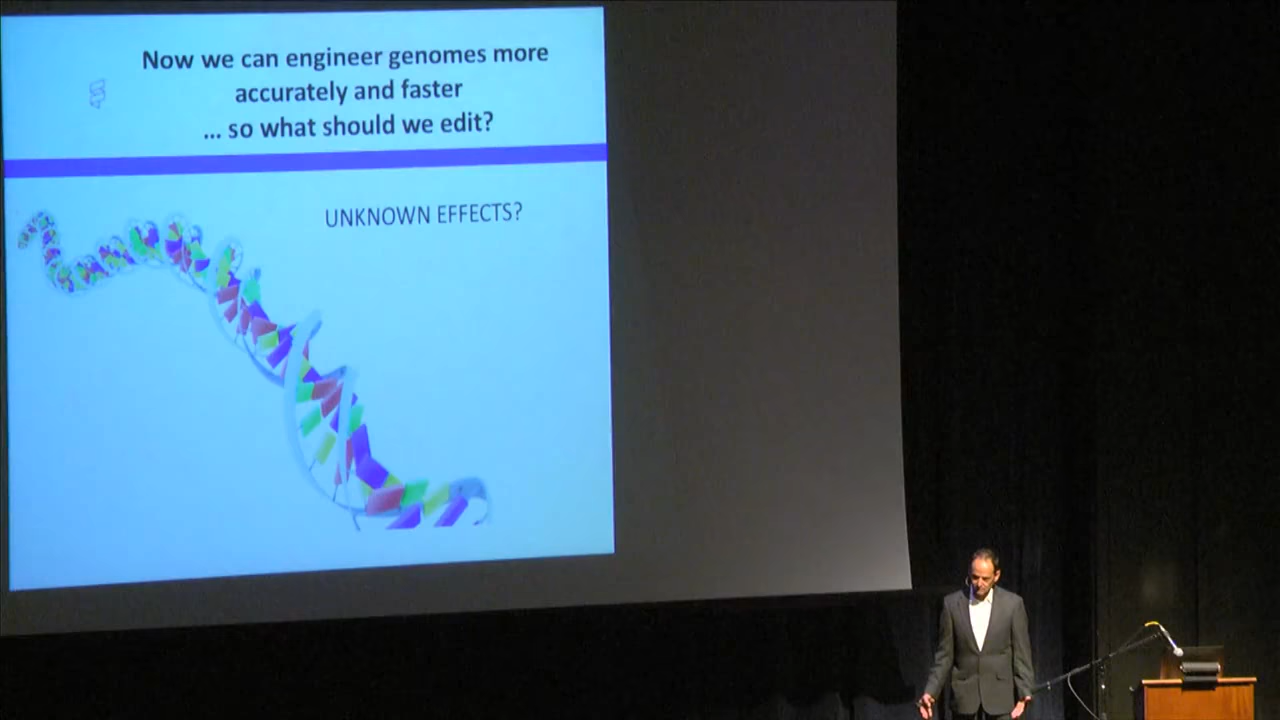 Now we can engineer genomes more
accurately and faster
... so what should we edit?
UNKNOWN EFFECTS?